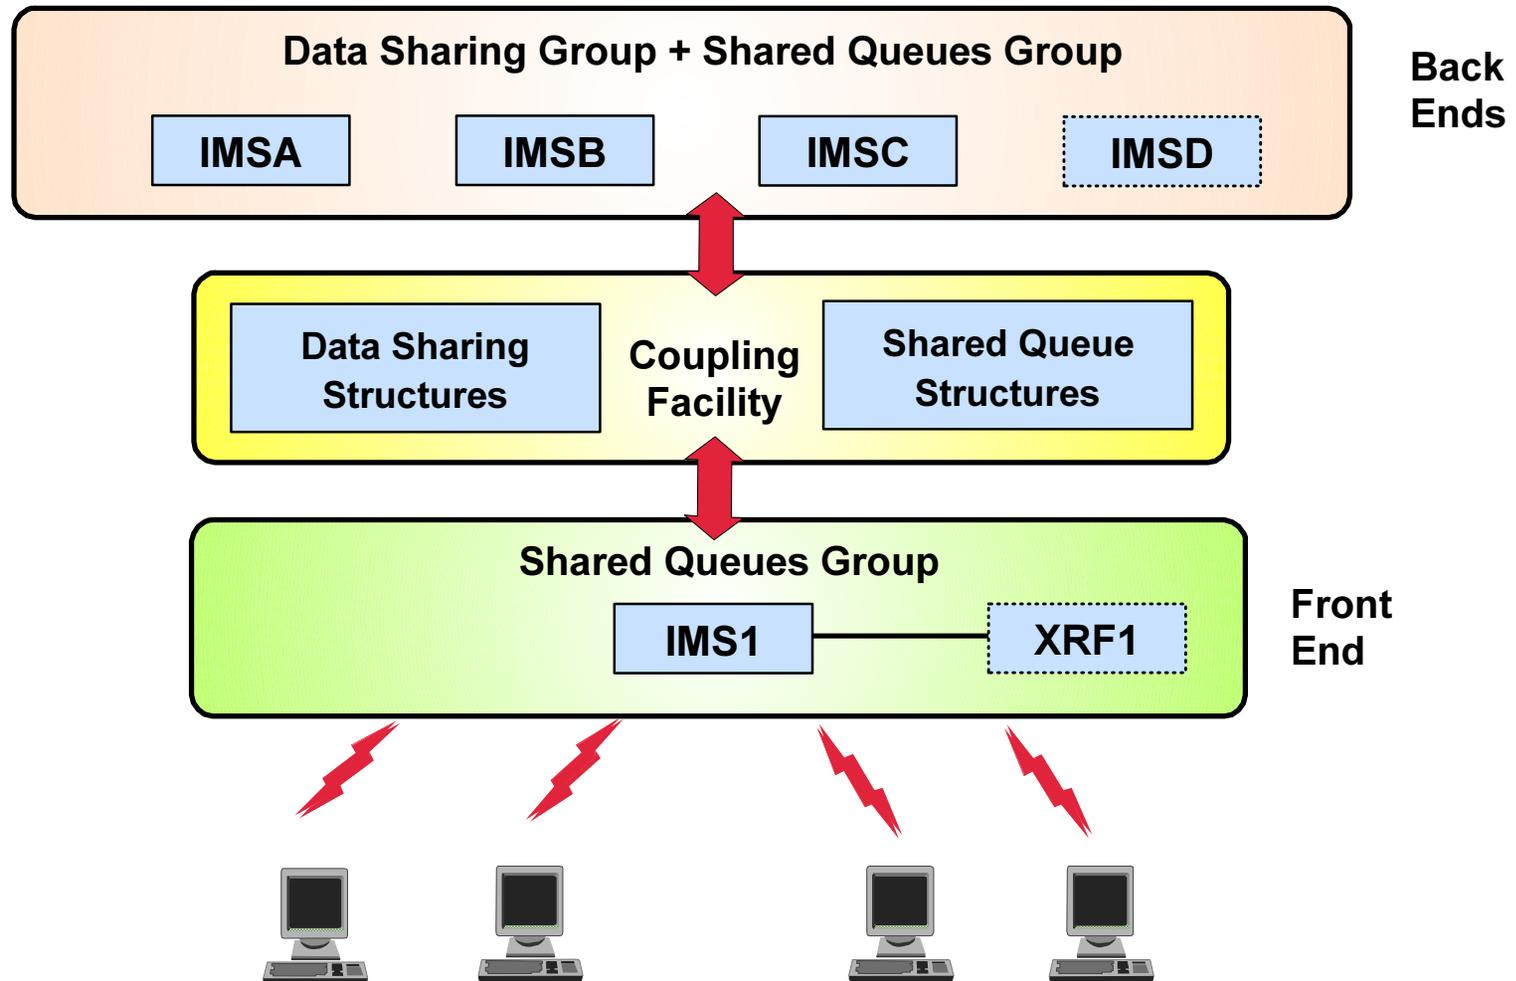 Data Sharing Group + Shared Queues Group
Back
Ends
IMSA
IMSB
IMSC
IMSD
Data Sharing
Structures
Coupling
Facility
Shared Queue
Structures
Shared Queues Group
IMS1
XRF1
Front
End